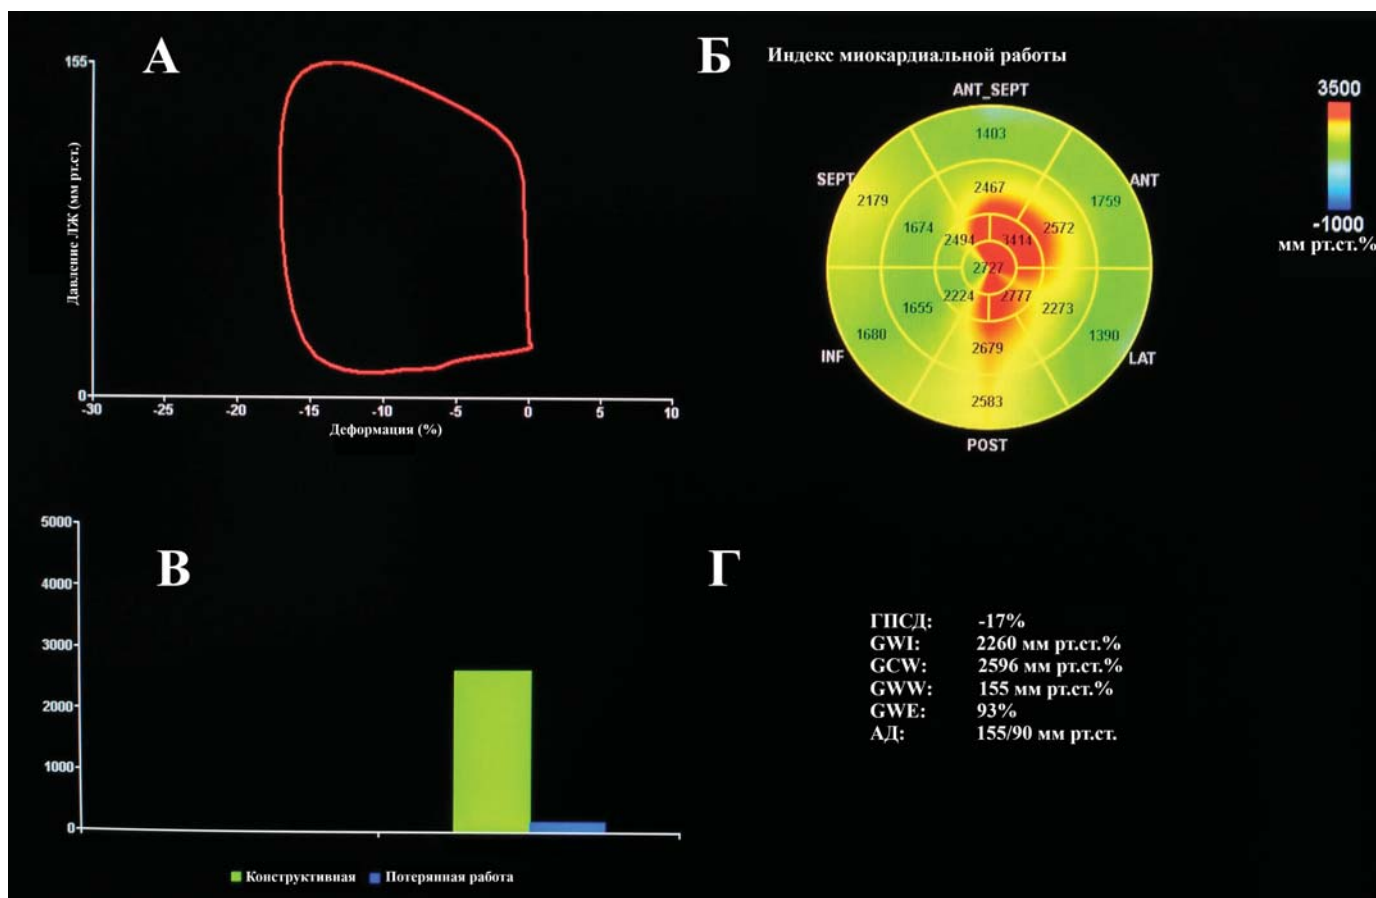 А
155
Давление ЛЖ (мм рт.ст.)
0
-30 -25 -20 -15 -10 -5 0 5 10
Деформация (%)
Б
Индекс миокардиальной работы
ANT_SEPT
1403
SEPT
2179
2467
ANT
1759
1674
2494
3414
2572
2727
1655
2224
2777
2273
1680
2679
1390
INF
LAT
2583
POST
3500
-1000
мм рт.ст.%
В
5000
4000
3000
2000
1000
0
Конструктивная Потерянная работа
Г
ГПСД: -17%
GWI: 2260 мм рт.ст.%
GCW: 2596 мм рт.ст.%
GWW: 155 мм рт.ст.%
GWE: 93%
АД: 155/90 мм рт.ст.